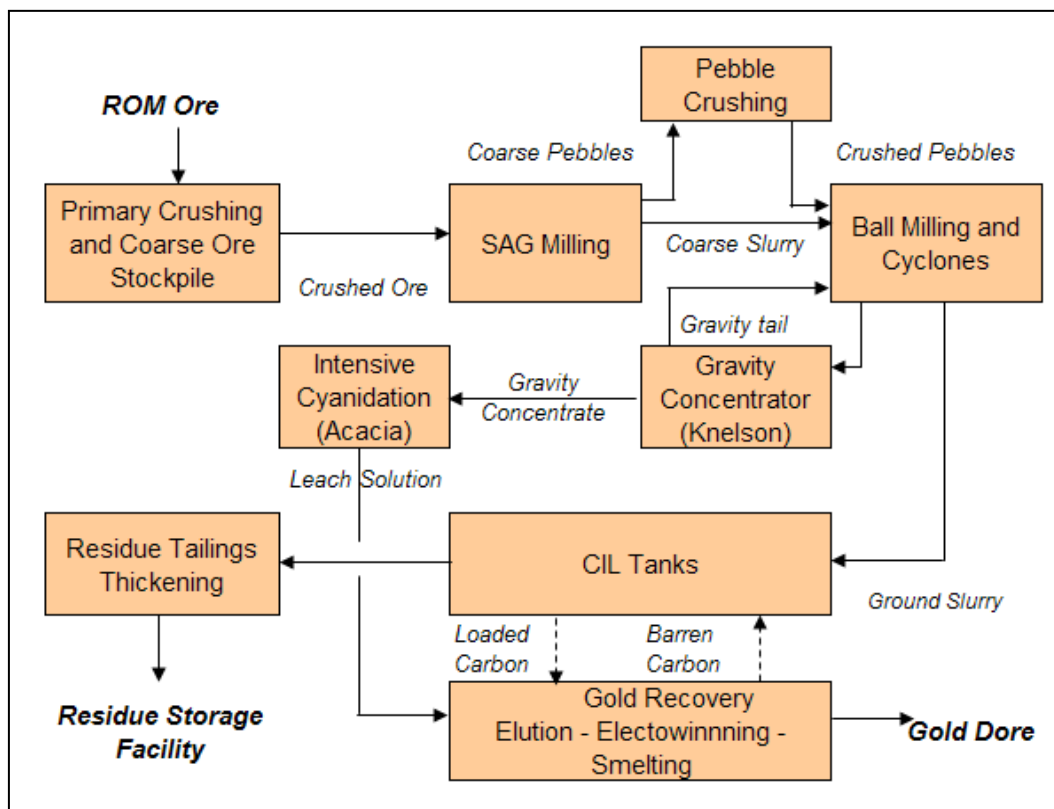 Pebble
Crushing
ROM Ore
Coarse Pebbles
Crushed Pebbles
Primary Crushing
and Coarse Ore
Stockpile
SAG Milling
Ball Milling and
Cyclones
Coarse Slurry
Crushed Ore
Gravity tail
Intensive
Cyanidation
(Acacia)
Gravity
Concentrate
Gravity
Concentrator
(Knelson)
Leach Solution
Residue Tailings
Thickening
CIL Tanks
Ground Slurry
Loaded
Carbon
Barren
Carbon
Residue Storage
Facility
Gold Recovery
Elution - Electowinnning -
Smelting
Gold Dore